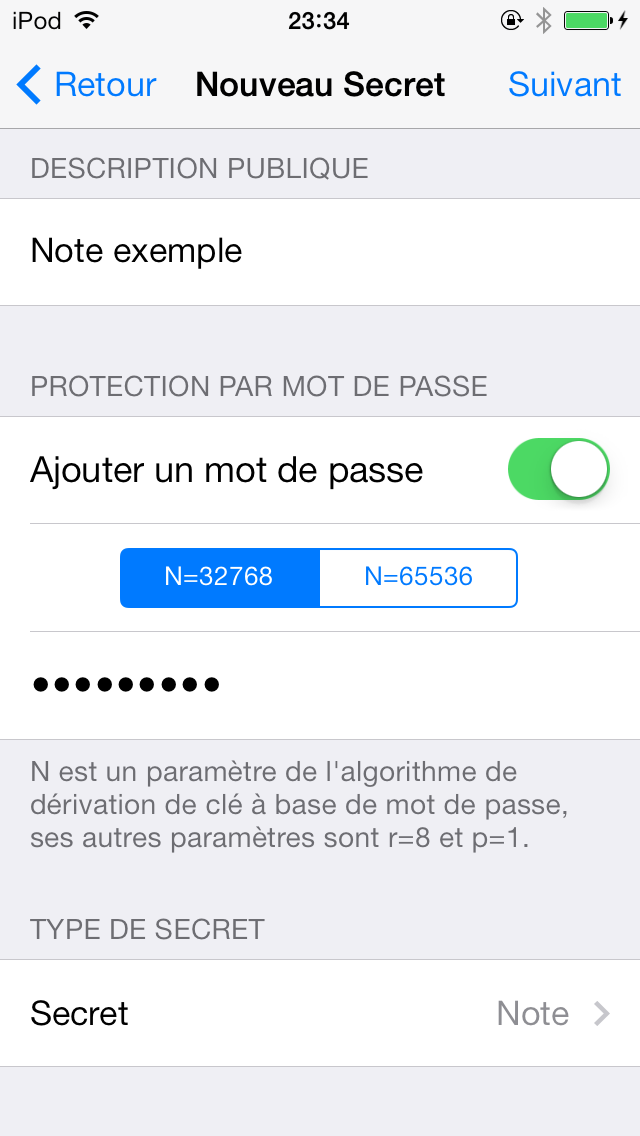 iPod 23:34
Retour Nouveau Secret Suivant
DESCRIPTION PUBLIQUE
Note exemple
PROTECTION PAR MOT DE PASSE
Ajouter un mot de passe
N=32768 N=65536
•••••••••
N est un paramètre de l'algorithme de
dérivation de clé à base de mot de passe,
ses autres paramètres sont r=8 et p=1.
TYPE DE SECRET
Secret Note